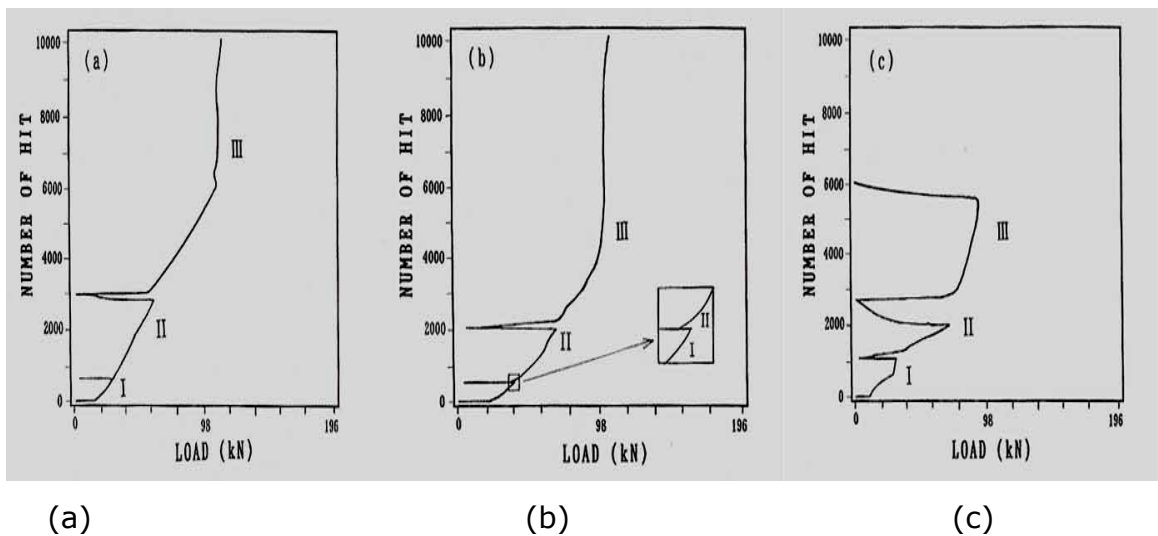 (a)
NUMBER OF HIT
10000
8000
6000
4000
2000
0
I
II
III
0 98 196
LOAD (kN)
(b)
NUMBER OF HIT
10000
8000
6000
4000
2000
0
I
II
III
II
I
0 98 196
LOAD (kN)
(c)
NUMBER OF HIT
10000
8000
6000
4000
2000
0
I
II
III
0 98 196
LOAD (kN)
(a) (b) (c)